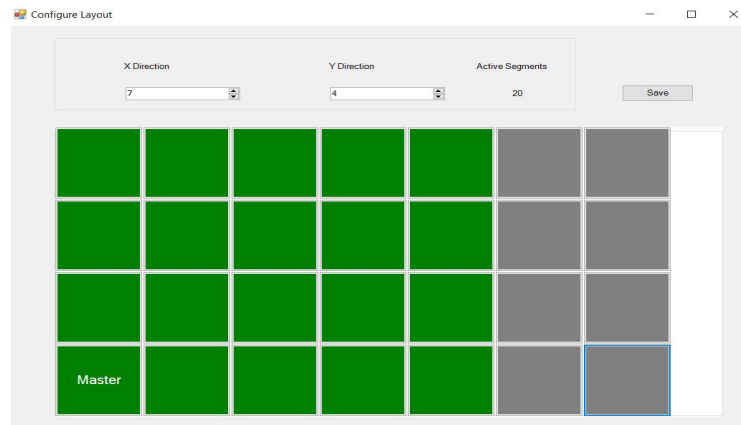 Configure Layout
X Direction Y Direction Active Segments
7 4 20 Save
Master